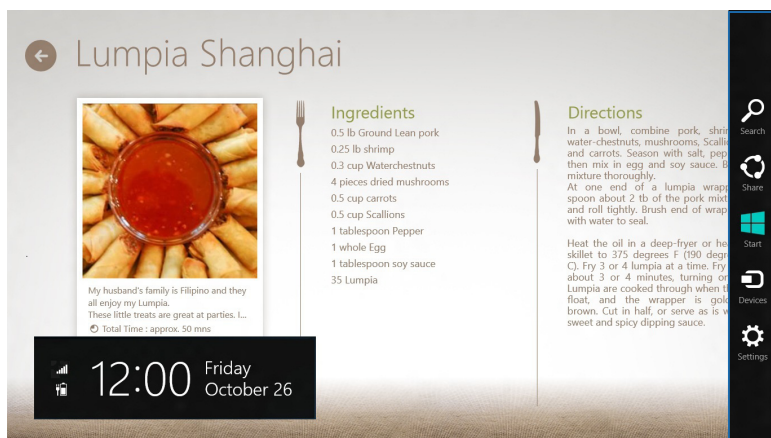 Lumpia Shanghai
My husband's family is Filipino and they
all enjoy my Lumpia.
These little treats are great at parties. I...
Total Time : approx. 50 mns
Ingredients
0.5 lb Ground Lean pork
0.25 lb shrimp
0.3 cup Waterchestnuts
4 pieces dried mushrooms
0.5 cup carrots
0.5 cup Scallions
1 tablespoon Pepper
1 whole Egg
1 tablespoon soy sauce
35 Lumpia
Directions
In a bowl, combine pork,
water-chestnuts, mushrooms,
and carrots. Season with salt,
then mix in egg and soy sauce.
mixture thoroughly.
At one end of a lumpia
spoon about 2 tb of the pork
and roll tightly. Brush end of
with water to seal.
Heat the oil in a deep-fryer or
skillet to 375 degrees F (190
C). Fry 3 or 4 lumpia at a time. Fry
about 3 or 4 minutes, turning
Lumpia are cooked through when
float, and the wrapper is
brown. Cut in half, or serve as is
sweet and spicy dipping sauce.
Search
Share
Start
Devices
Settings
12:00
Friday
October 26